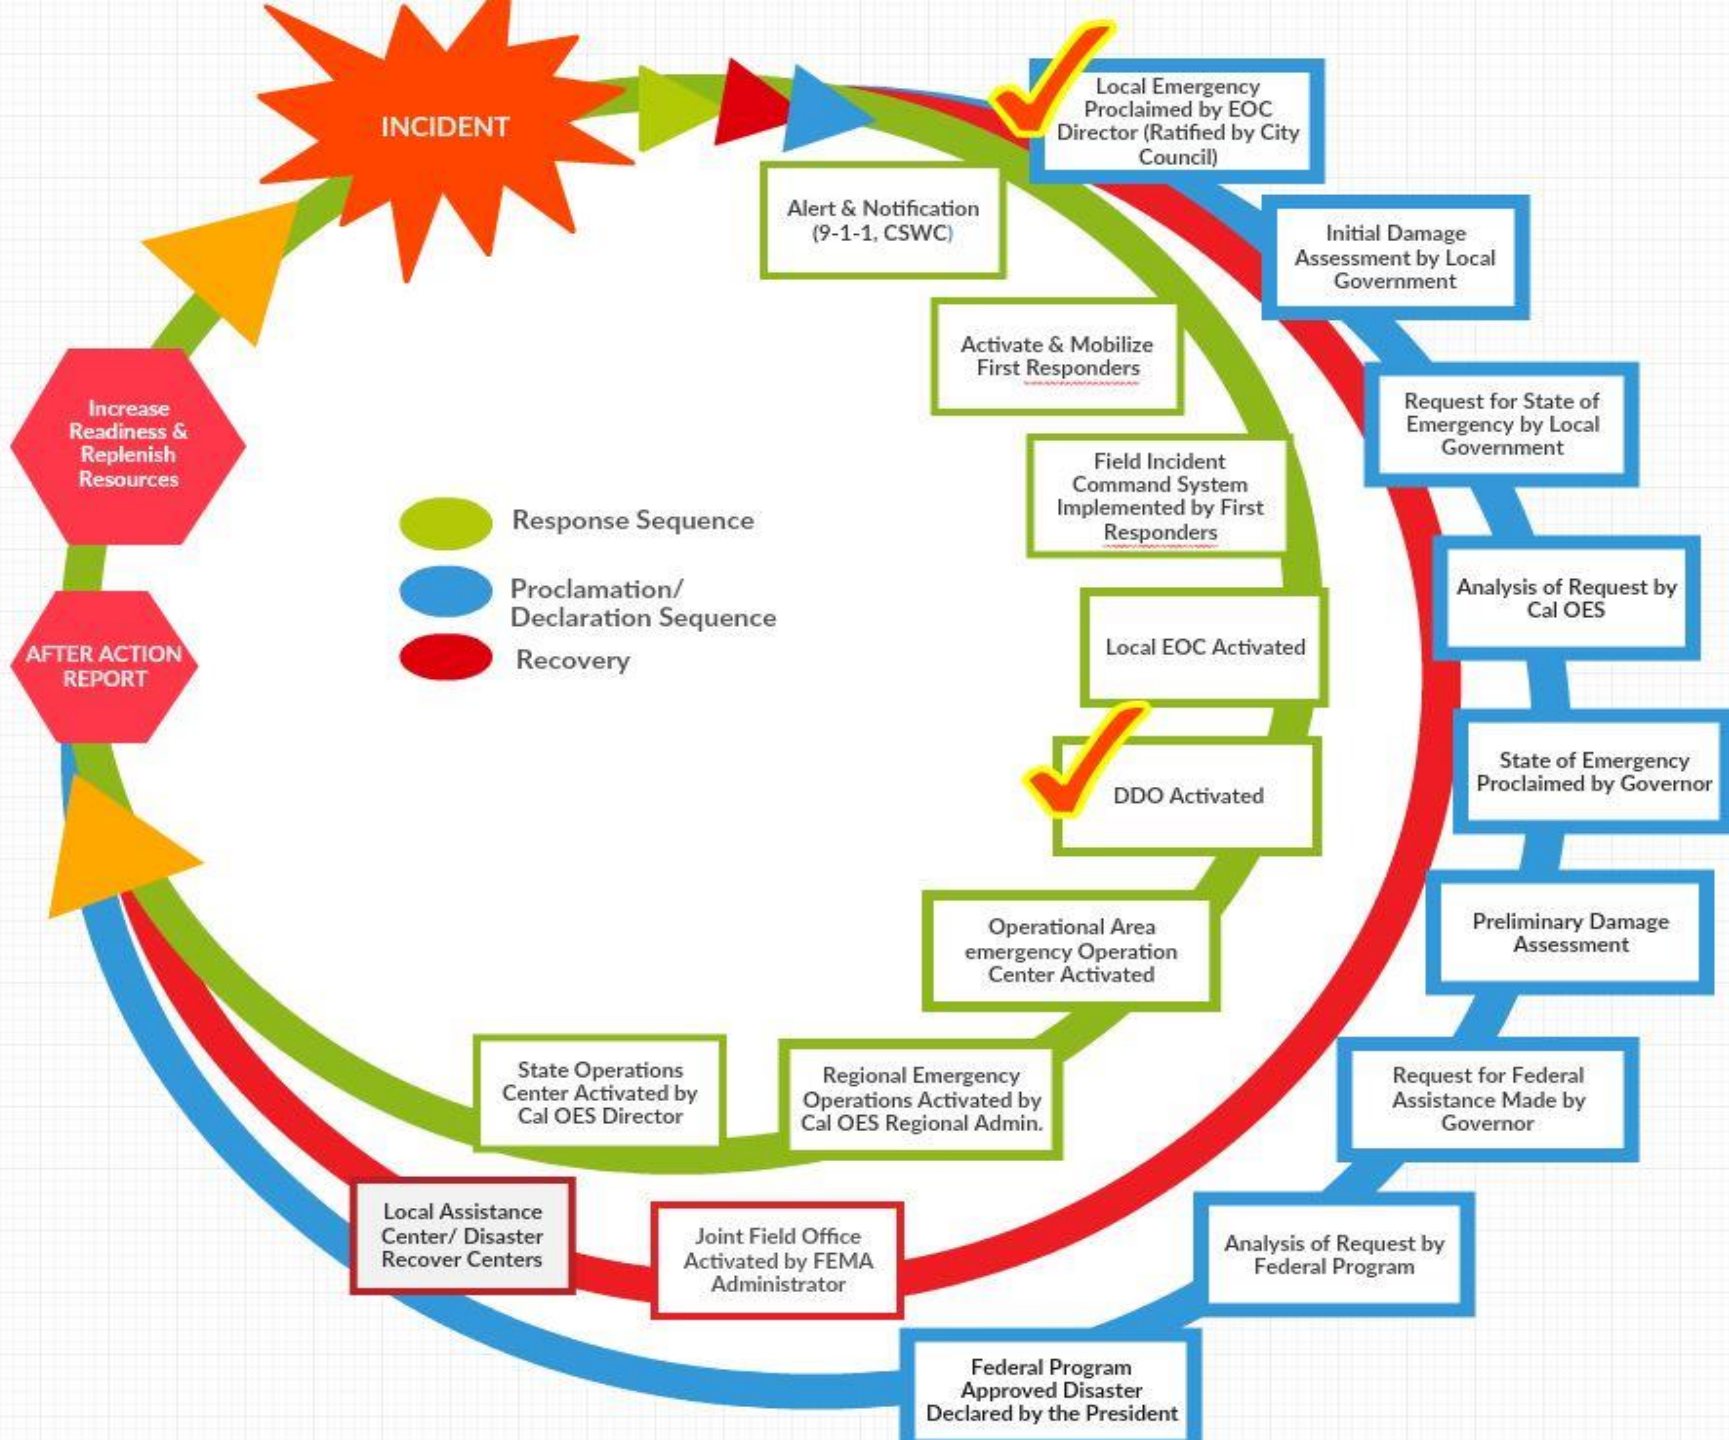 INCIDENT
Local Emergency
Proclaimed by EOC
Director (Ratified by City
Council)
Alert & Notification
(9-1-1, CSWC)
Initial Damage
Assessment by Local
Government
Activate & Mobilize
First Responders
Request for State of
Emergency by Local
Government
Increase
Readiness &
Replenish
Resources
Field Incident
Command System
Implemented by First
Responders
Response Sequence
Proclamation/
Declaration Sequence
Recovery
Analysis of Request by
Cal OES
Local EOC Activated
AFTER ACTION
REPORT
State of Emergency
Proclaimed by Governor
DDO Activated
Preliminary Damage
Assessment
Operational Area
emergency Operation
Center Activated
Request for Federal
Assistance Made by
Governor
State Operations
Center Activated by
Cal OES Director
Regional Emergency
Operations Activated by
Cal OES Regional Admin.
Local Assistance
Center/ Disaster
Recover Centers
Joint Field Office
Activated by FEMA
Administrator
Analysis of Request by
Federal Program
Federal Program
Approved Disaster
Declared by the President